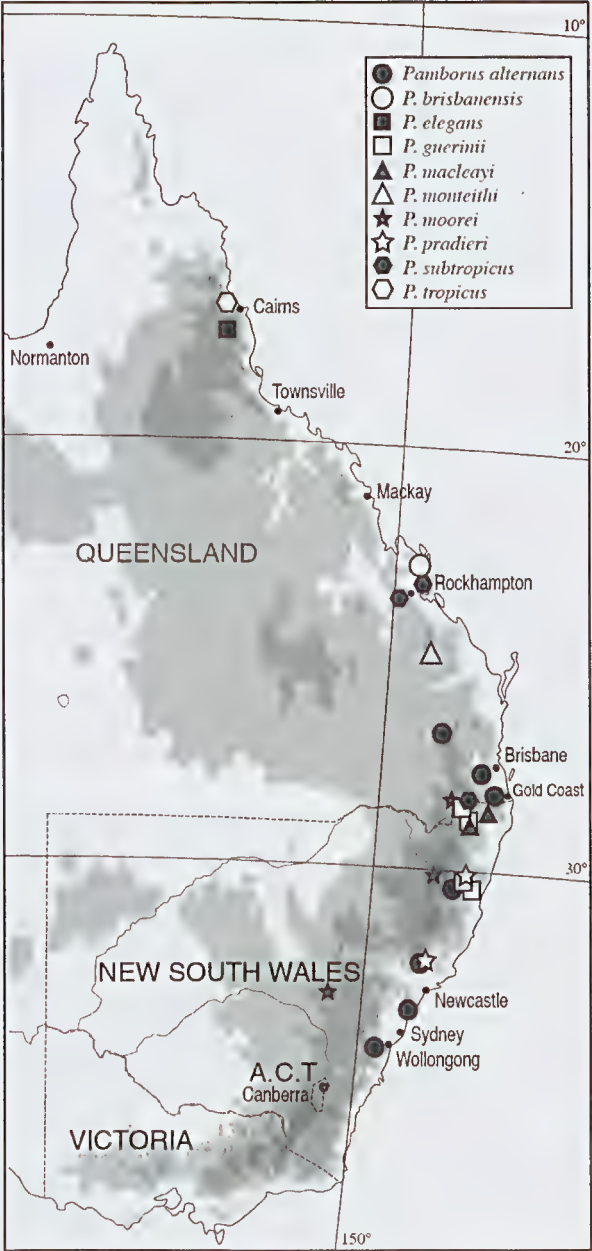 10°
Pamborus alternans
P. brisbanensis
P. elegans
P. guerinii
P. macleayi
P. monteithi
P. moorei
P. pradieri
P. subtropicus
P. tropicus
Cairns
Normanton
Townsville
20°
Mackay
QUEENSLAND
Rockhampton
Brisbane
Gold Coast
30°
NEW SOUTH WALES
Newcastle
Sydney
Wollongong
A.C.T.
Canberra
VICTORIA
150°